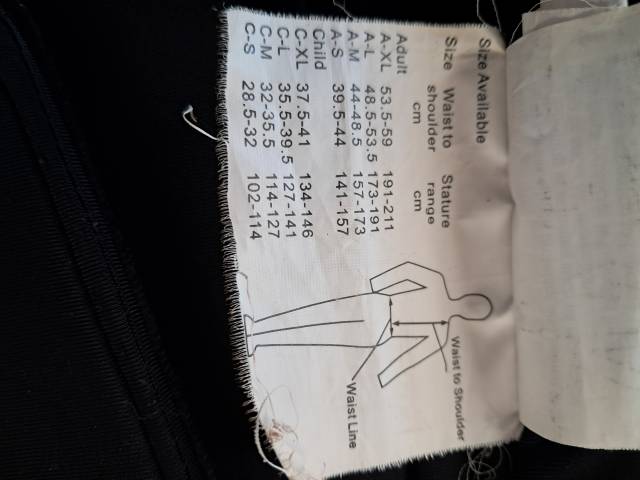 Size Available
Size Waist to shoulder cm Stature range cm
Adult
A-XL 53.5-59 191-211
A-L 48.5-53.5 173-191
A-M 44-48.5 157-173
A-S 39.5-44 141-157
Child
C-XL 37.5-41 134-146
C-L 35.5-39.5 127-141
C-M 32-35.5 114-127
C-S 28.5-32 102-114
Waist to Shoulder
Waist Line